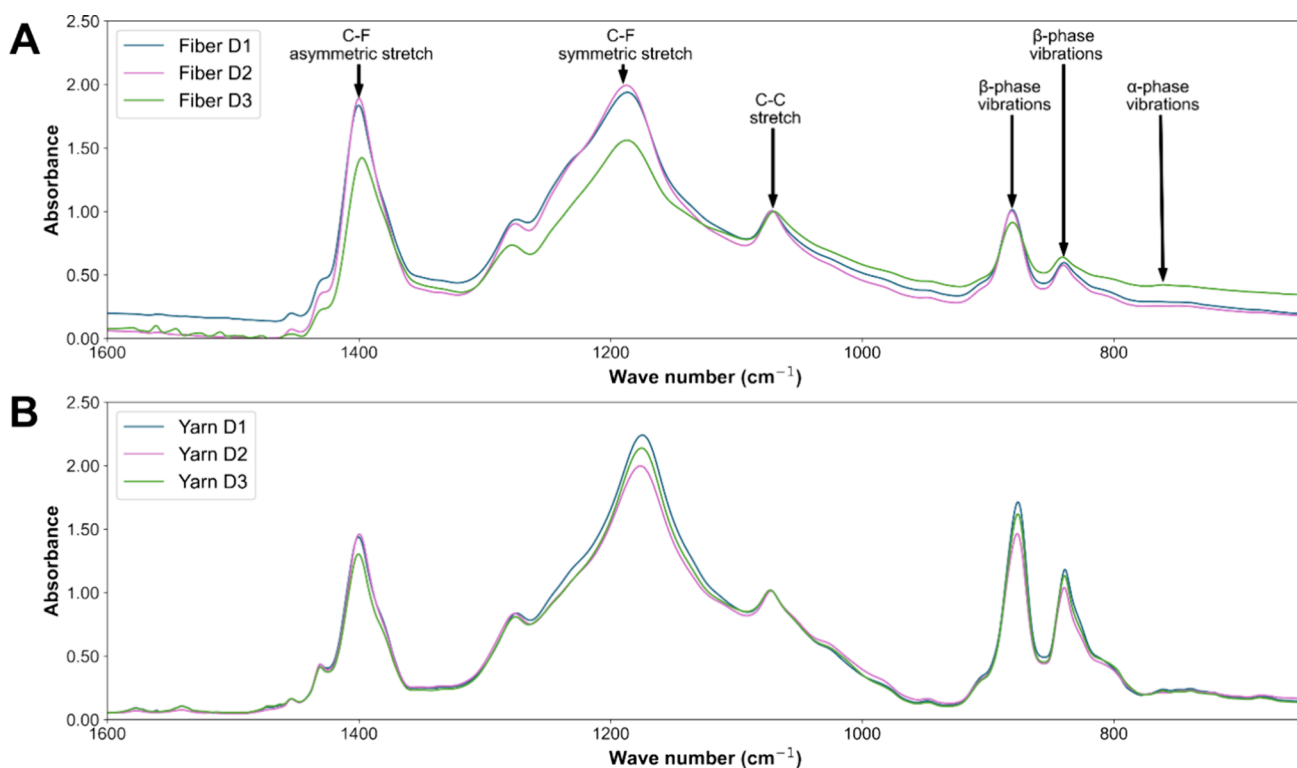 A
2.50
2.00
1.50
1.00
0.50
0.00
Absorbance
Fiber D1
Fiber D2
Fiber D3
C-F
asymmetric stretch
C-F
symmetric stretch
C-C
stretch
β-phase
vibrations
β-phase
vibrations
α-phase
vibrations
1600 1400 1200 1000 800
Wave number (cm⁻¹)
B
2.50
2.00
1.50
1.00
0.50
0.00
Absorbance
Yarn D1
Yarn D2
Yarn D3
1600 1400 1200 1000 800
Wave number (cm⁻¹)